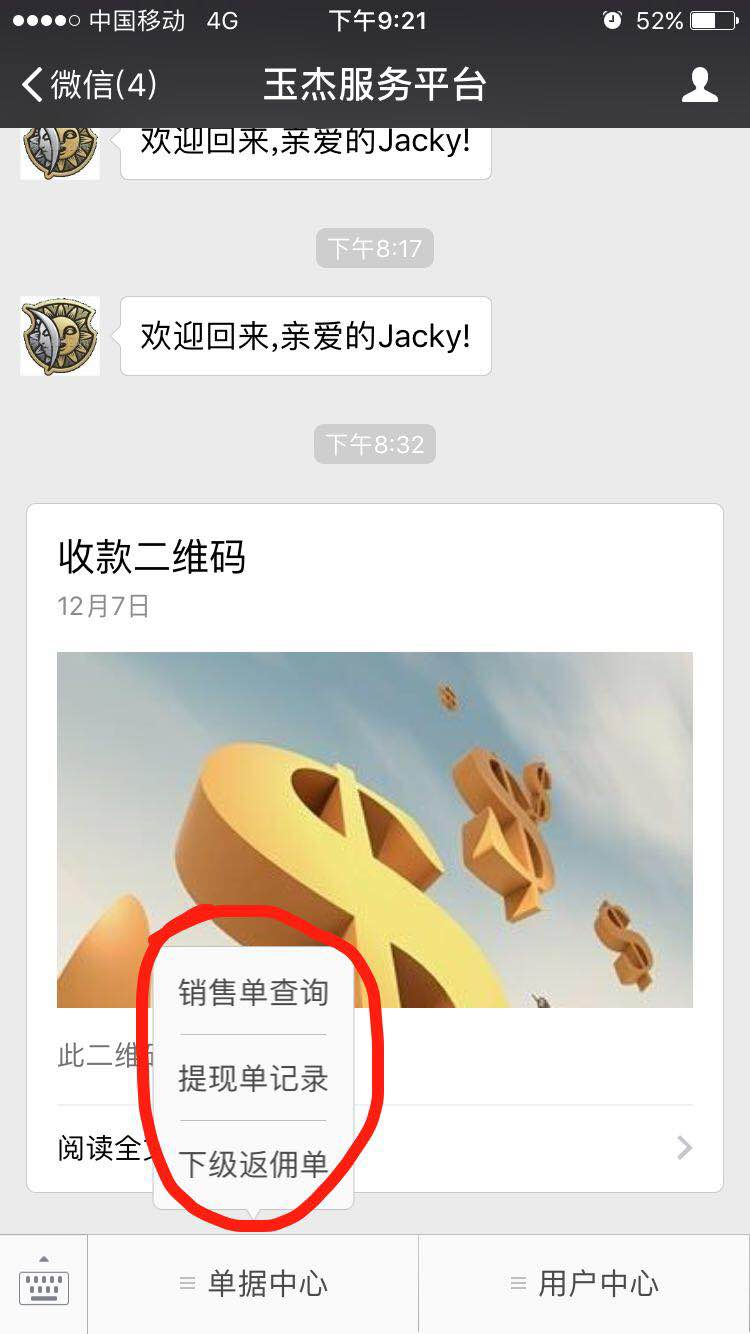 中国移动 4G 下午9:21 52%
微信(4) 玉杰服务平台
欢迎回来,亲爱的Jacky!
下午8:17
欢迎回来,亲爱的Jacky!
下午8:32
收款二维码
12月7日
销售单查询
此二维
提现单记录
阅读全
下级返佣单
单据中心 用户中心